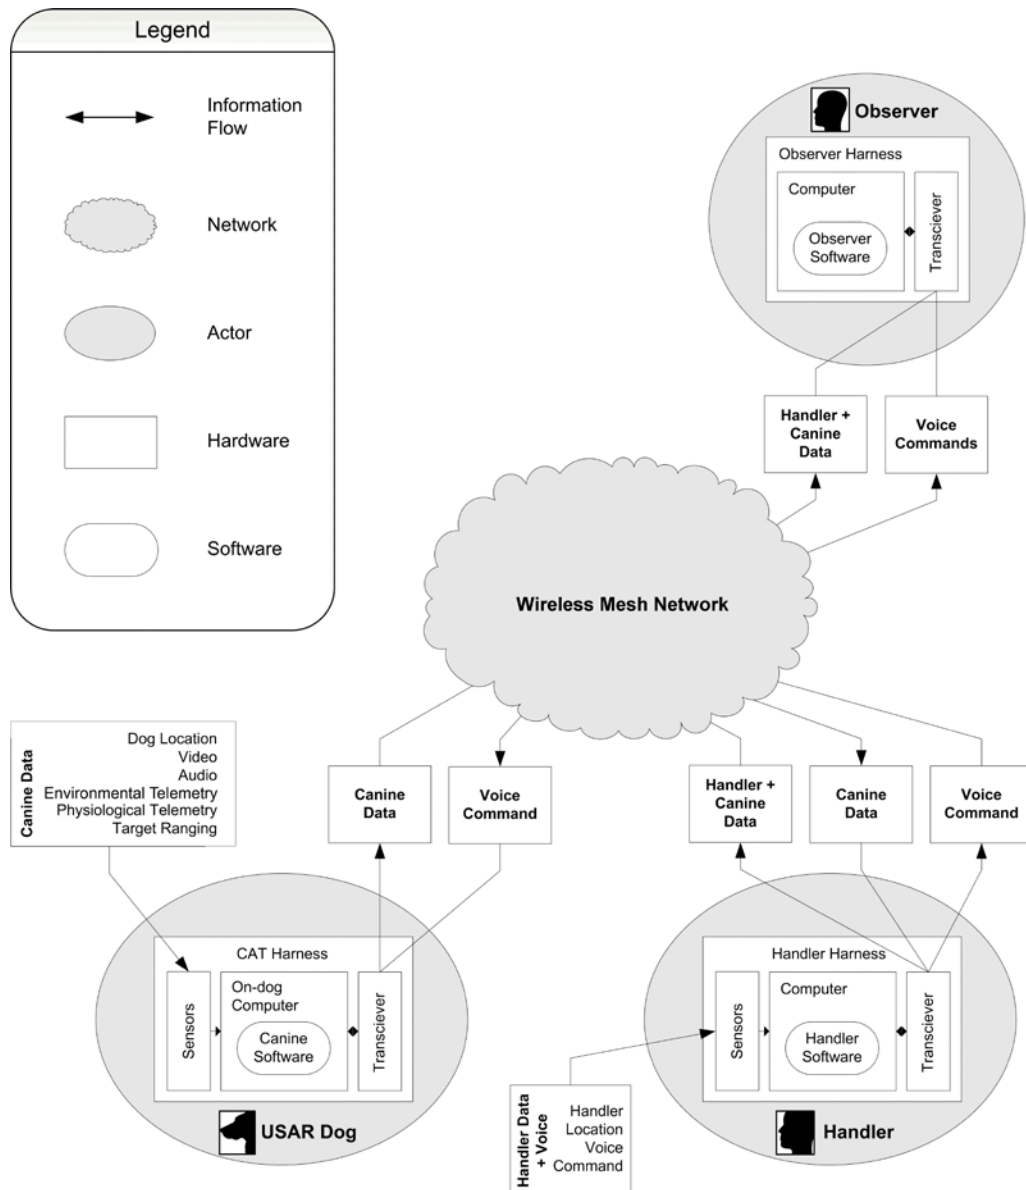 Legend
Information
Flow
Network
Actor
Hardware
Software
Observer
Observer Harness
Computer
Observer
Software
Transciever
Handler +
Canine
Data
Voice
Commands
Wireless Mesh Network
Canine Data
Dog Location
Video
Audio
Environmental Telemetry
Physiological Telemetry
Target Ranging
Canine
Data
Voice
Command
Handler +
Canine
Data
Canine
Data
Voice
Command
CAT Harness
Sensors
On-dog
Computer
Canine
Software
Transciever
USAR Dog
Handler Data
+ Voice
Handler
Location
Voice
Command
Handler Harness
Sensors
Computer
Handler
Software
Transciever
Handler